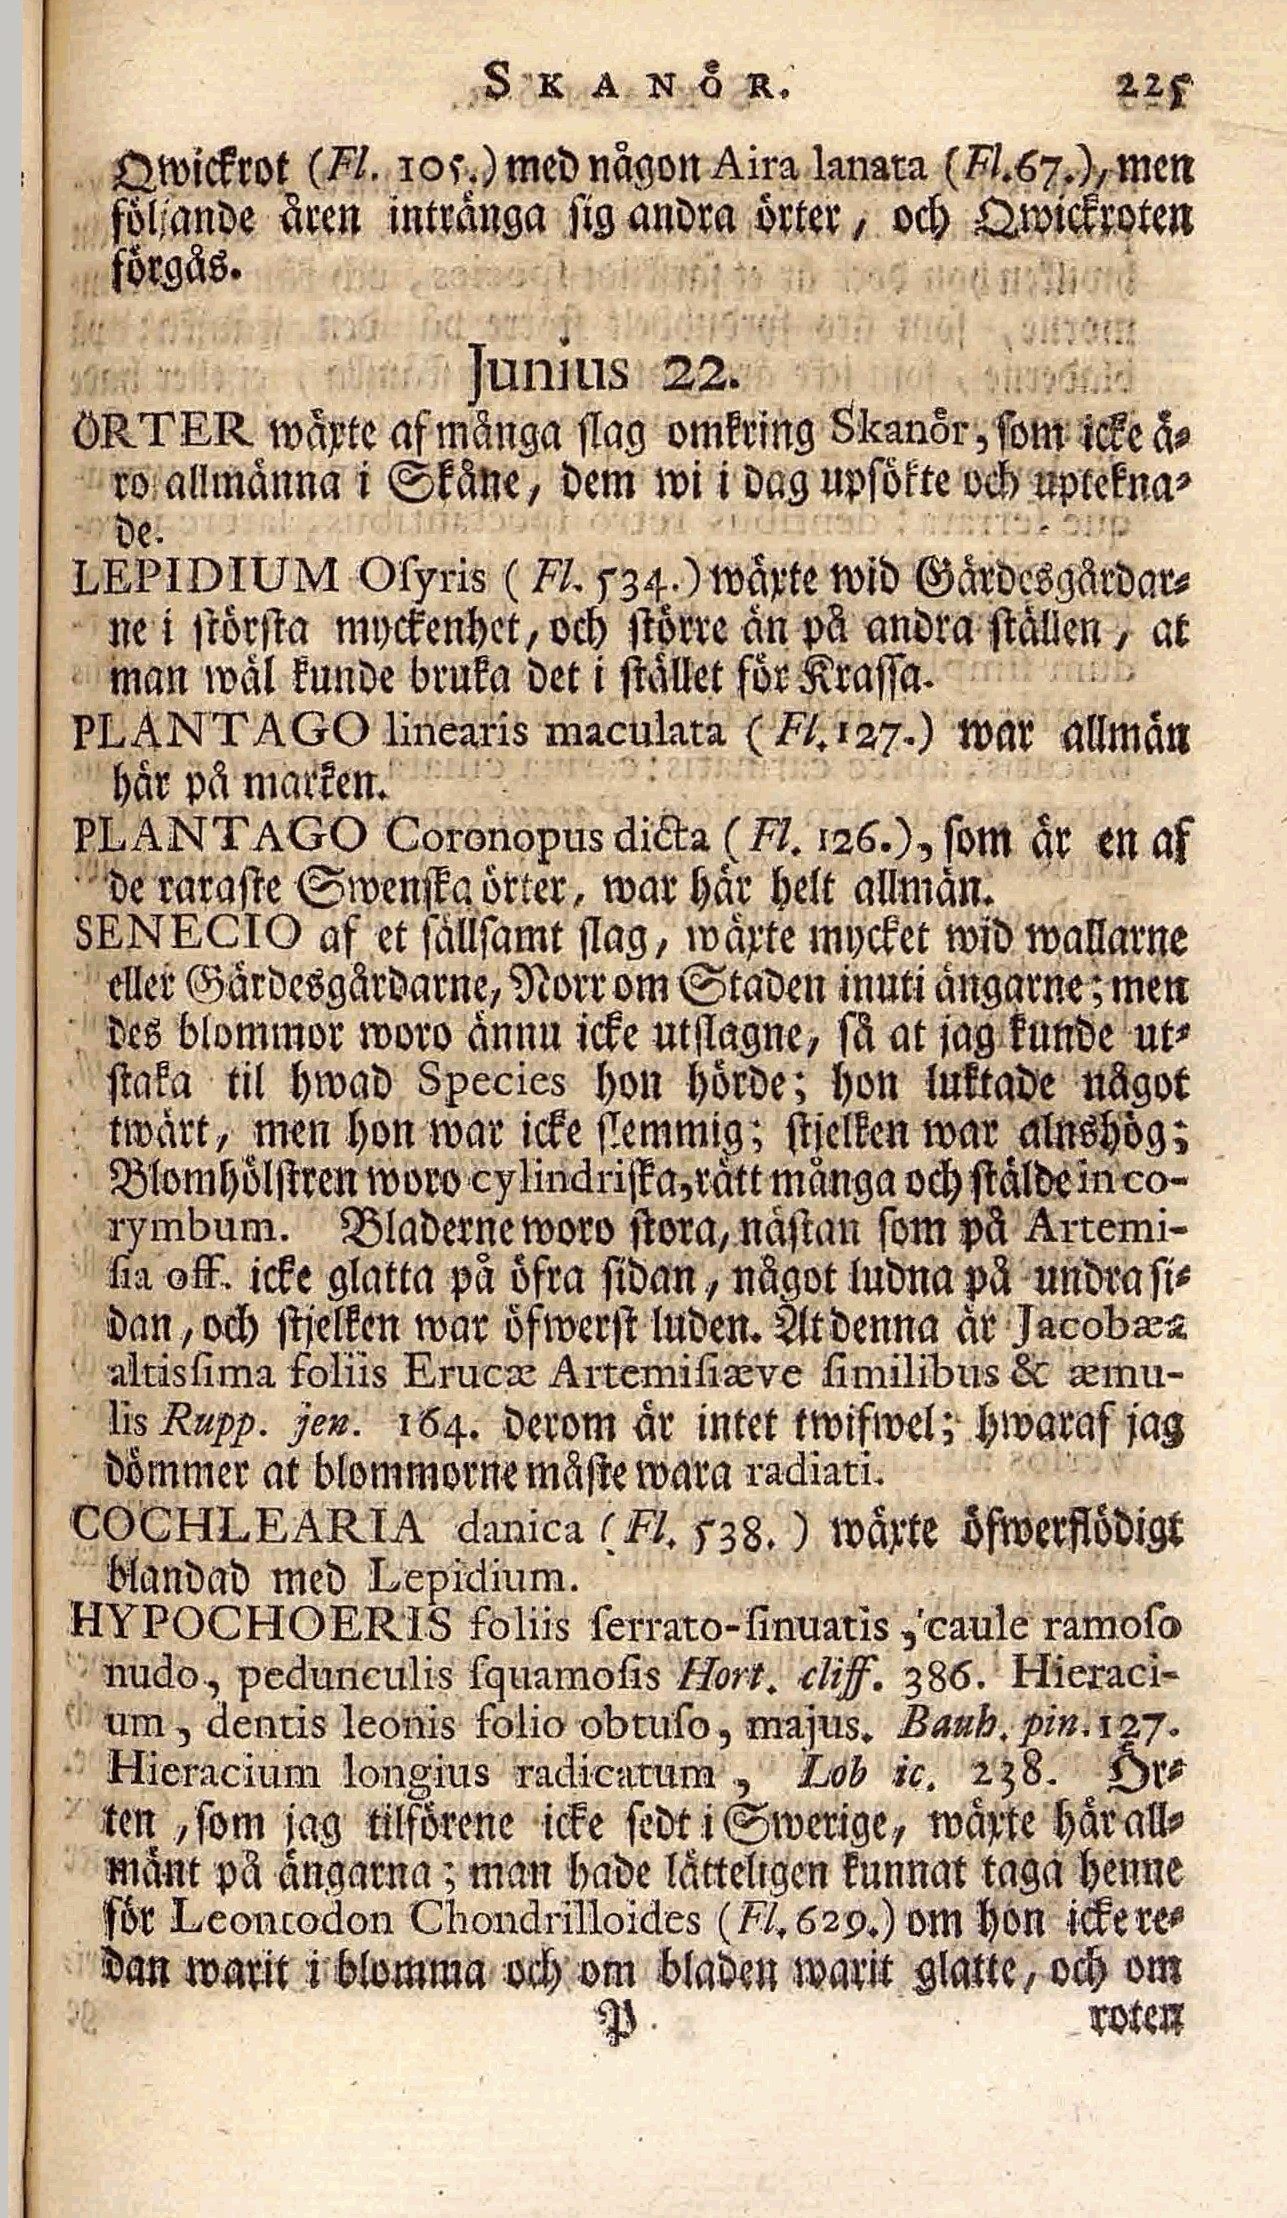 SKANÖR. 225
Qwickrot (Fl. 105.) med någon Aira lanata (Fl. 67.), men
följande åren intränga sig andra örter, och Qwickroten
förgås.
Junius 22.
ÖRTER wäxte af många slag omkring Skanör, som icke ä-
ro allmänna i Skåne, dem wi i dag upsökte och uptekna-
de.
LEPIDIUM Osyris (Fl. 534.) wäxte wid Gärdesgårdar-
ne i största myckenhet, och större än på andra ställen, at
man wäl kunde bruka det i stället för Krassa.
PLANTAGO linearis maculata (Fl. 127.) war allmän
här på marken.
PLANTAGO Coronopus dicta (Fl. 126.), som är en af
de raraste Swenska örter, war här helt allmän.
SENECIO af et sällsamt slag, wäxte mycket wid wallarne
eller Gärdesgårdarne, Norr om Staden inuti ängarne; men
des blommor woro ännu icke utslagne, så at jag kunde ut-
staka til hwad Species hon hörde; hon luktade något
twärt, men hon war icke slemmig; stjelken war alnshög;
Blomhölstren woro cylindriska, rätt många och stälde in co-
rymbum. Bladerne woro stora, nästan som på Artemi-
sia off. icke glatta på öfra sidan, något ludna på undra si-
dan, och stjelken war öfwerst luden. At denna är Jacobæa
altissima foliis Erucæ Artemisiæve similibus & æmu-
lis Rupp. jen. 164. derom är intet twifwel; hwaraf jag
dömmer at blommorne måste wara radiati.
COCHLEARIA danica (Fl. 538.) wäxte öfwerflödigt
blandad med Lepidium.
HYPOCHOERIS foliis serrato-sinuatis, caule ramoso
nudo, pedunculis squamosis Hort. cliff. 386. Hieraci-
um, dentis leonis folio obtuso, majus. Bauh. pin. 127.
Hieracium longius radicatum, Lob ic. 238. Ör-
ten, som jag tilförene icke sedt i Swerige, wäxte här all-
mänt på ängarna; man hade lätteligen kunnat taga henne
för Leontodon Chondrilloides (Fl. 629.) om hon icke re-
dan warit i blomma och om bladen warit glatte, och om
P roten